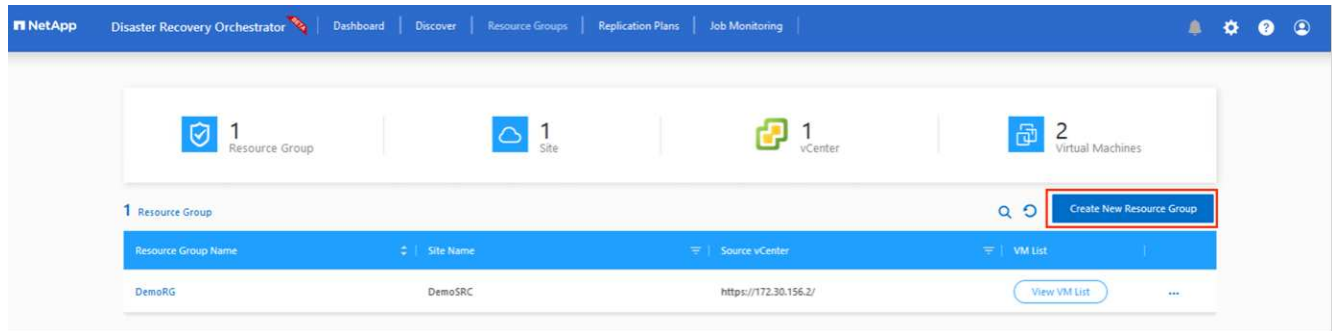 NetApp Disaster Recovery Orchestrator BETA Dashboard Discover Resource Groups Replication Plans Job Monitoring ?
1 1 1 2
Resource Group Site vCenter Virtual Machines
1 Resource Group Create New Resource Group
Resource Group Name Site Name Source vCenter VM List
DemoRG DemoSRC https://172.30.156.2/ View VM List ...